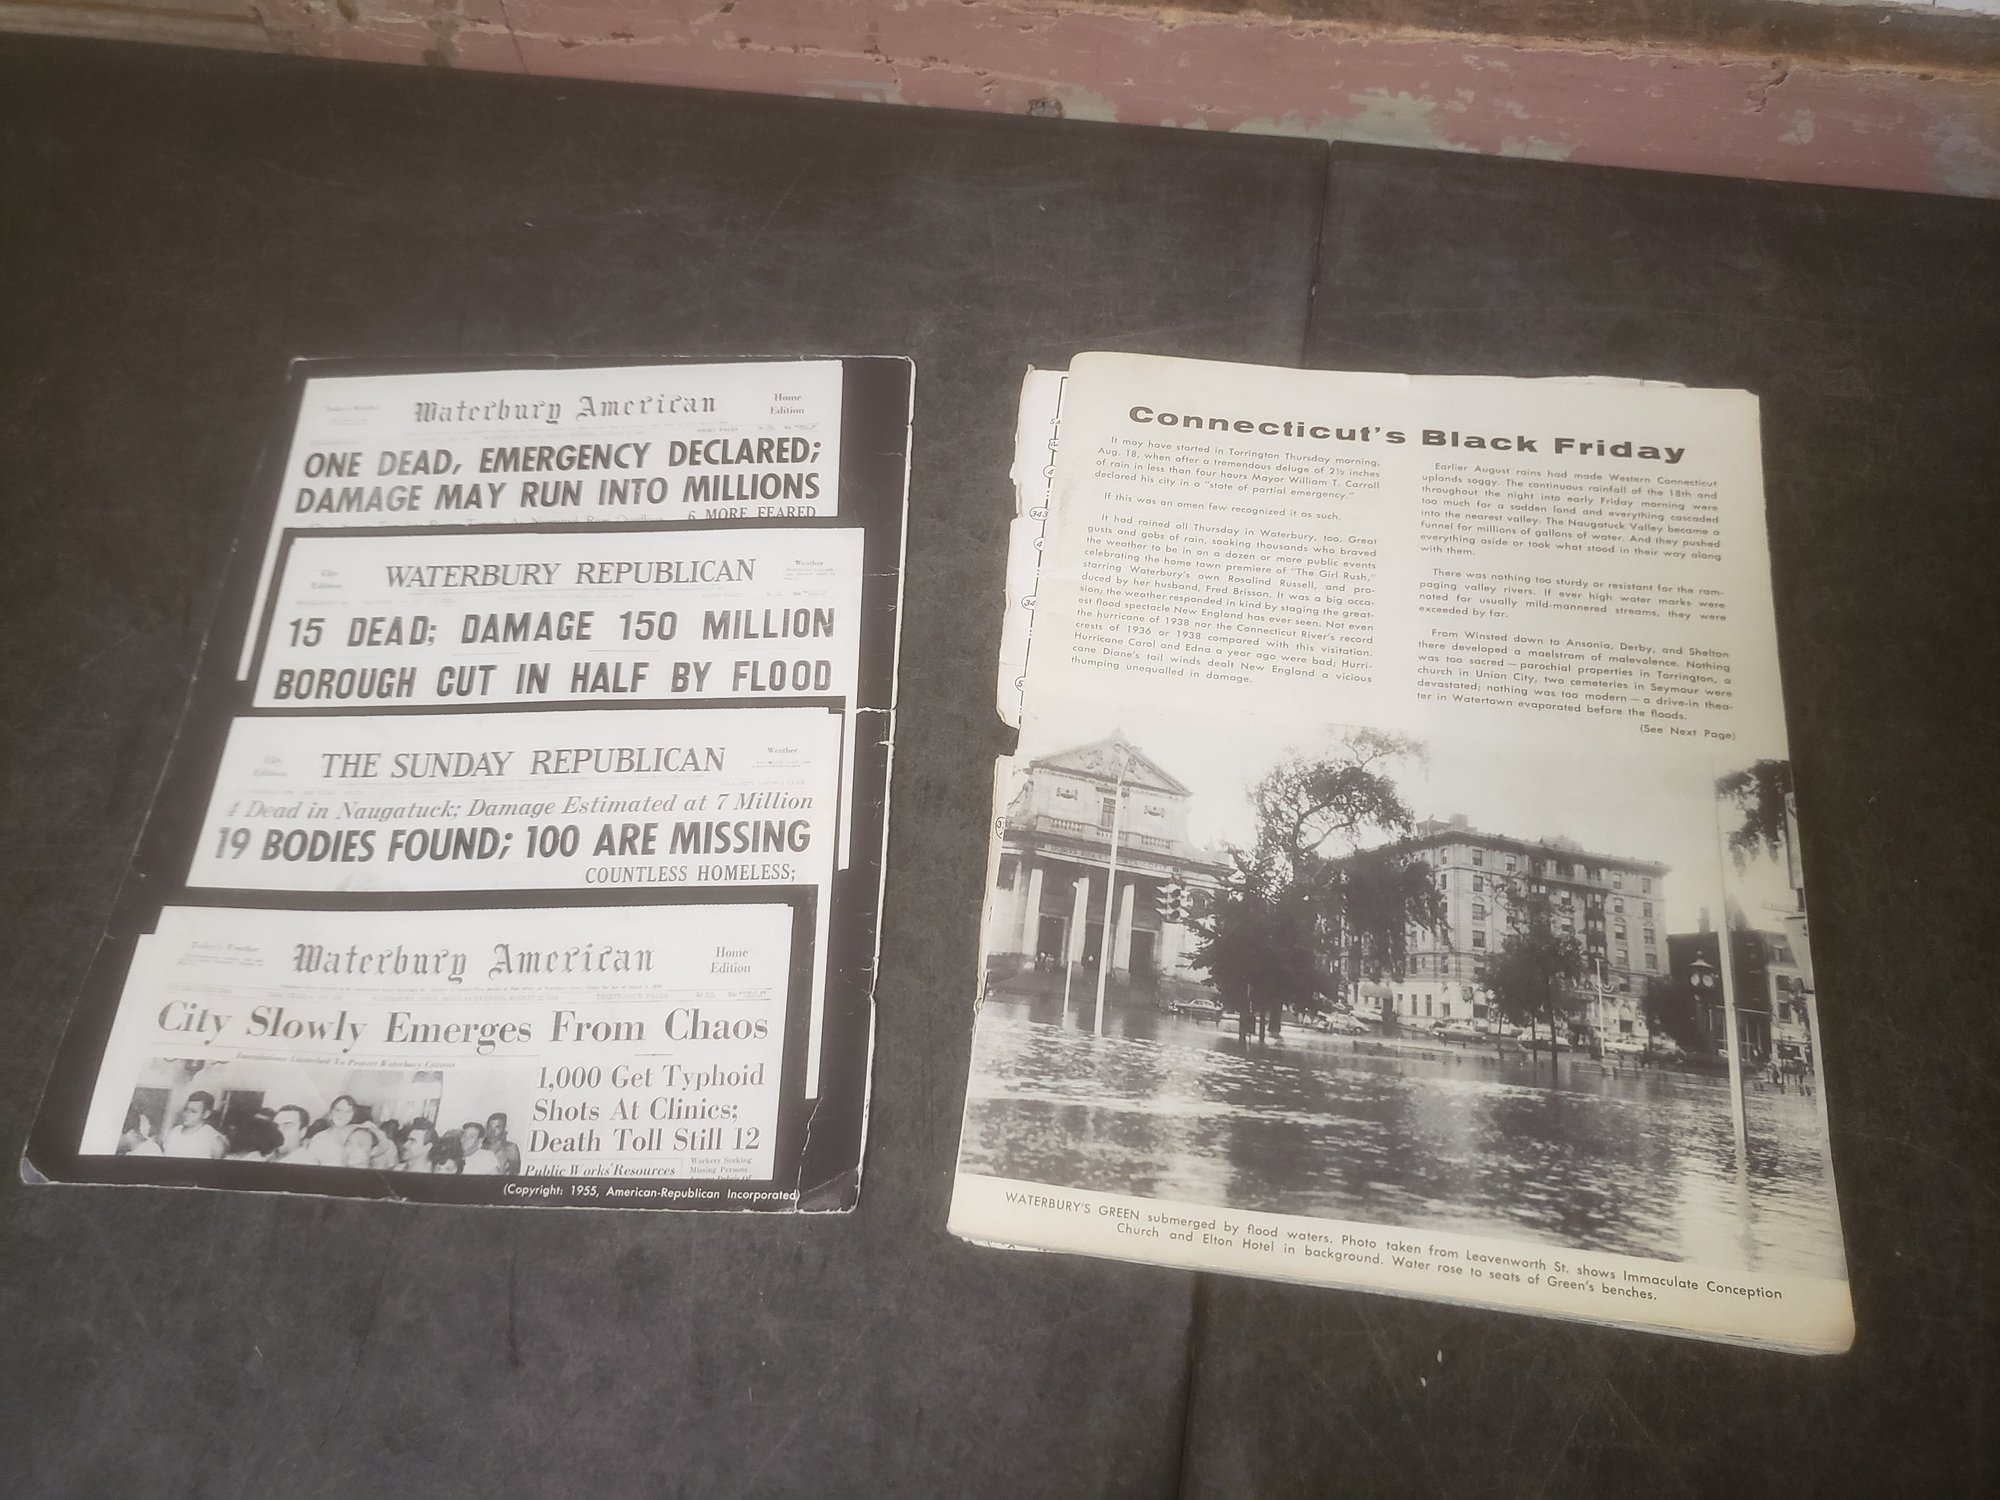 Waterbury American
Home
Edition
ONE DEAD, EMERGENCY DECLARED;
DAMAGE MAY RUN INTO MILLIONS
6 MORE FEARED
City
Edition
WATERBURY REPUBLICAN
Weather
15 DEAD; DAMAGE 150 MILLION
BOROUGH CUT IN HALF BY FLOOD
City
Edition
THE SUNDAY REPUBLICAN
Weather
4 Dead in Naugatuck; Damage Estimated at 7 Million
19 BODIES FOUND; 100 ARE MISSING
COUNTLESS HOMELESS;
Today's Weather
Waterbury American
Home
Edition
City Slowly Emerges From Chaos
Inoculations Launched To Protect Waterbury Citizens
1,000 Get Typhoid
Shots At Clinics;
Death Toll Still 12
Public Works' Resources
Workers Seeking
Missing Persons
(Copyright: 1955, American-Republican Incorporated)
Connecticut's Black Friday
It may have started in Torrington Thursday morning,
Aug. 18, when after a tremendous deluge of 2½ inches
of rain in less than four hours Mayor William T. Carroll
declared his city in a "state of partial emergency."
If this was an omen few recognized it as such.
It had rained all Thursday in Waterbury, too. Great
gusts and gobs of rain, soaking thousands who braved
the weather to be in on a dozen or more public events
celebrating the home town premiere of "The Girl Rush,"
starring Waterbury's own Rosalind Russell, and pro-
duced by her husband, Fred Brisson. It was a big occa-
sion; the weather responded in kind by staging the great-
est flood spectacle New England has ever seen. Not even
the hurricane of 1938 nor the Connecticut River's record
crests of 1936 or 1938 compared with this visitation.
Hurricane Carol and Edna a year ago were bad; Hurri-
cane Diane's tail winds dealt New England a vicious
thumping unequalled in damage.
Earlier August rains had made Western Connecticut
uplands soggy. The continuous rainfall of the 18th and
throughout the night into early Friday morning were
too much for a sodden land and everything cascaded
into the nearest valley. The Naugatuck Valley became a
funnel for millions of gallons of water. And they pushed
everything aside or took what stood in their way along
with them.
There was nothing too sturdy or resistant for the ram-
paging valley rivers. If ever high water marks were
noted for usually mild-mannered streams, they were
exceeded by far.
From Winsted down to Ansonia, Derby, and Shelton
there developed a maelstrom of malevolence. Nothing
was too sacred — parochial properties in Torrington, a
church in Union City, two cemeteries in Seymour were
devastated; nothing was too modern — a drive-in thea-
ter in Watertown evaporated before the floods.
(See Next Page)
WATERBURY'S GREEN submerged by flood waters. Photo taken from Leavenworth St. shows Immaculate Conception
Church and Elton Hotel in background. Water rose to seats of Green's benches.
343